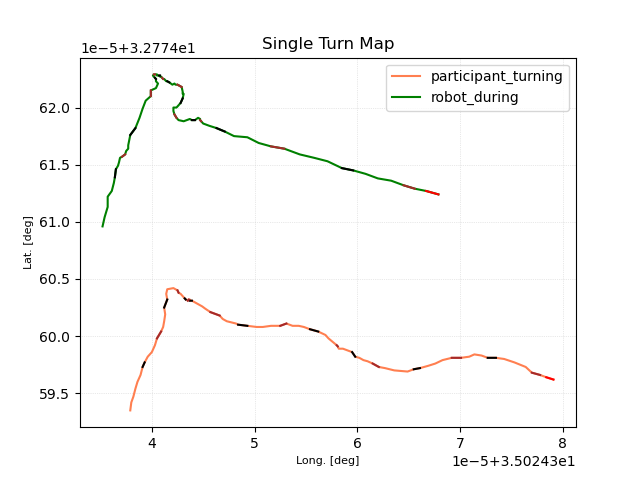 Single Turn Map
1e−5+3.2774e1
participant_turning
robot_during
62.0
61.5
61.0
60.5
60.0
59.5
Lat. [deg]
4 5 6 7 8
Long. [deg]
1e−5+3.50243e1